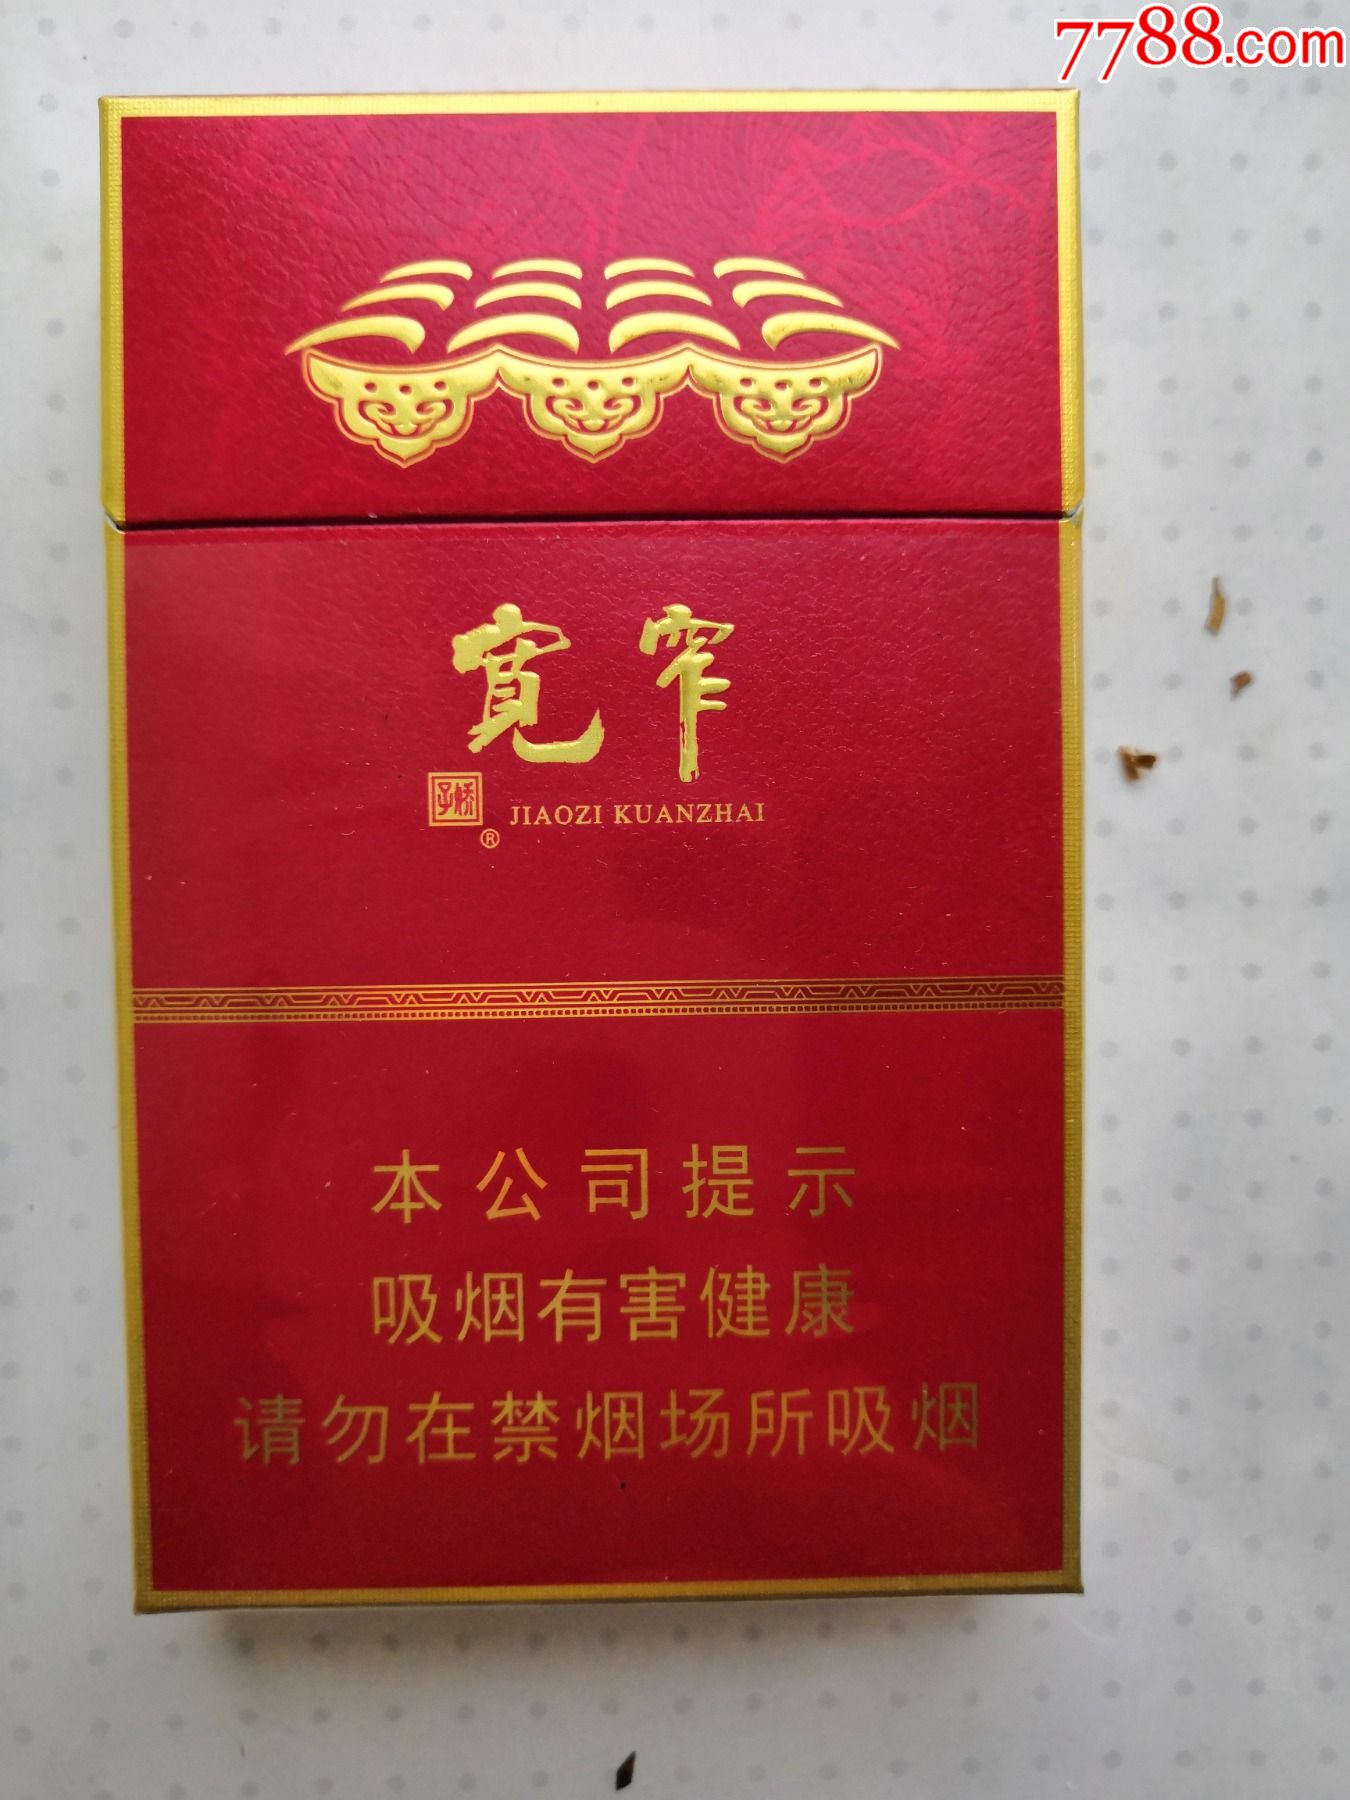 7788.com
寬窄
子娇
®
JIAOZI KUANZHAI
本公司提示
吸烟有害健康
请勿在禁烟场所吸烟